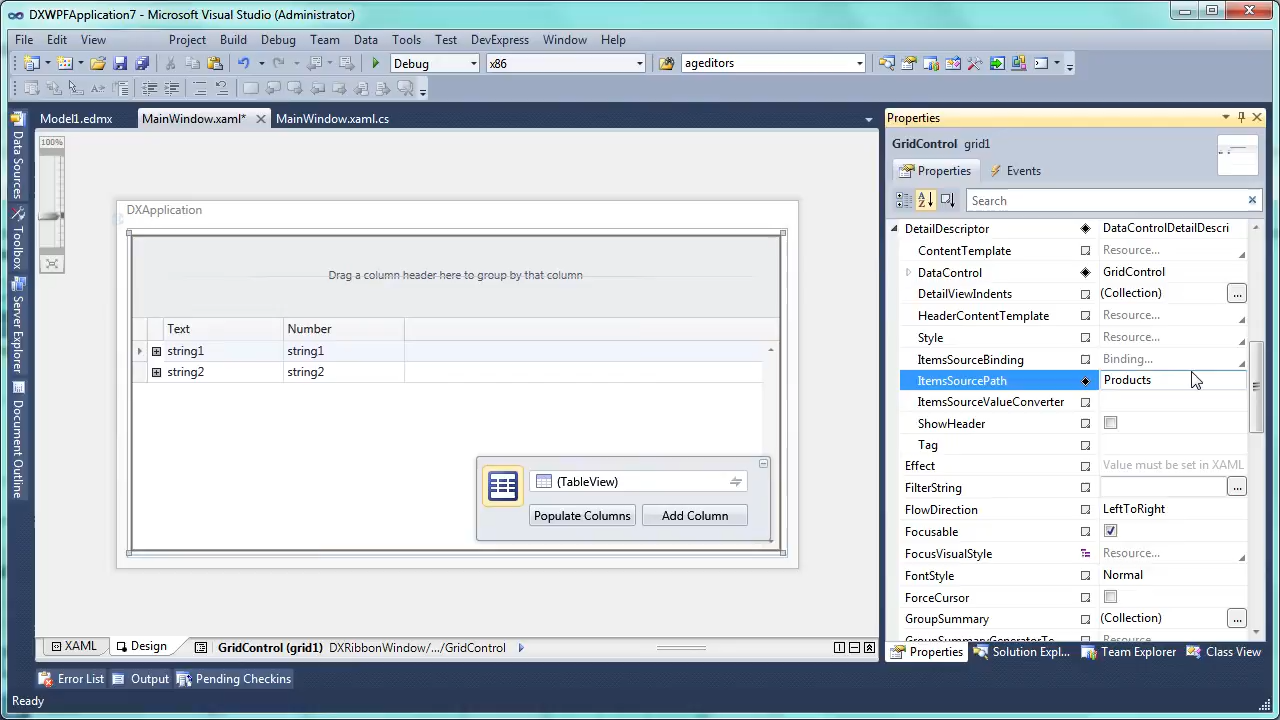 DXWPFApplication7 - Microsoft Visual Studio (Administrator)
File Edit View Project Build Debug Team Data Tools Test DevExpress Window Help
Debug x86 ageditors
Model1.edmx MainWindow.xaml* MainWindow.xaml.cs
Data Sources
Toolbox
Server Explorer
Document Outline
100%
DXApplication
Drag a column header here to group by that column
Text Number
string1 string1
string2 string2
(TableView)
Populate Columns Add Column
XAML Design GridControl (grid1) DXRibbonWindow/.../GridControl
Properties
GridControl grid1
Properties Events
Search
DetailDescriptor DataControlDetailDescri
ContentTemplate Resource...
DataControl GridControl
DetailViewIndents (Collection) ...
HeaderContentTemplate Resource...
Style Resource...
ItemsSourceBinding Binding...
ItemsSourcePath Products
ItemsSourceValueConverter
ShowHeader
Tag
Effect Value must be set in XAML
FilterString ...
FlowDirection LeftToRight
Focusable
FocusVisualStyle Resource...
FontStyle Normal
ForceCursor
GroupSummary (Collection) ...
Properties Solution Expl... Team Explorer Class View
Error List Output Pending Checkins
Ready